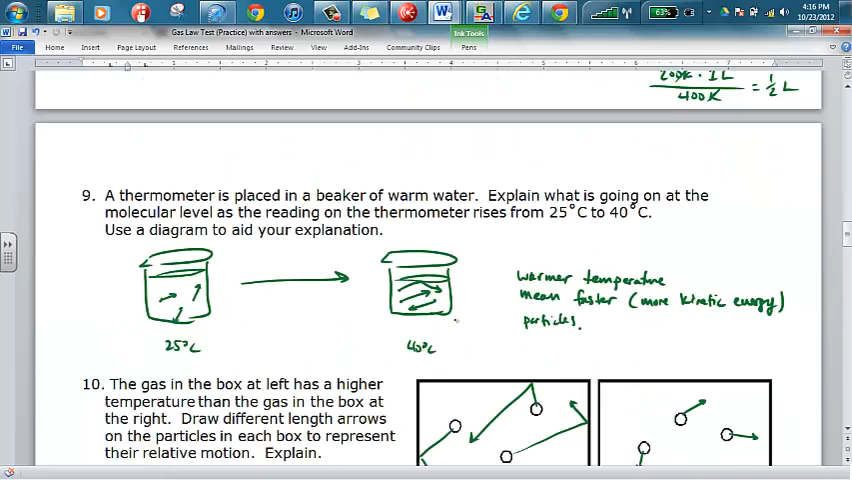 Gas Law Test (Practice) with answers - Microsoft Word
Ink Tools
63%
4:16 PM
10/23/2012
File Home Insert Page Layout References Mailings Review View Add-Ins Community Clubs Pens
200K · 1L
400K
= 1/2 L
9. A thermometer is placed in a beaker of warm water. Explain what is going on at the
molecular level as the reading on the thermometer rises from 25°C to 40°C.
Use a diagram to aid your explanation.
warmer temperature
mean faster (more kinetic energy)
particles.
25°C
40°C
10. The gas in the box at left has a higher
temperature than the gas in the box at
the right. Draw different length arrows
on the particles in each box to represent
their relative motion. Explain.